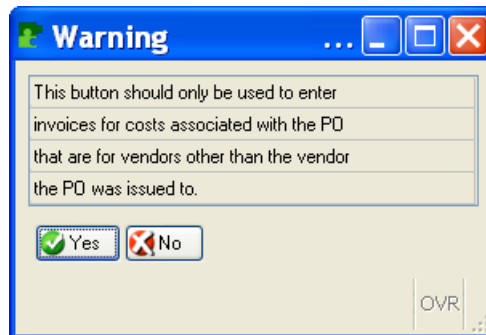 Warning ...
This button should only be used to enter
invoices for costs associated with the PO
that are for vendors other than the vendor
the PO was issued to.
Yes No
OVR